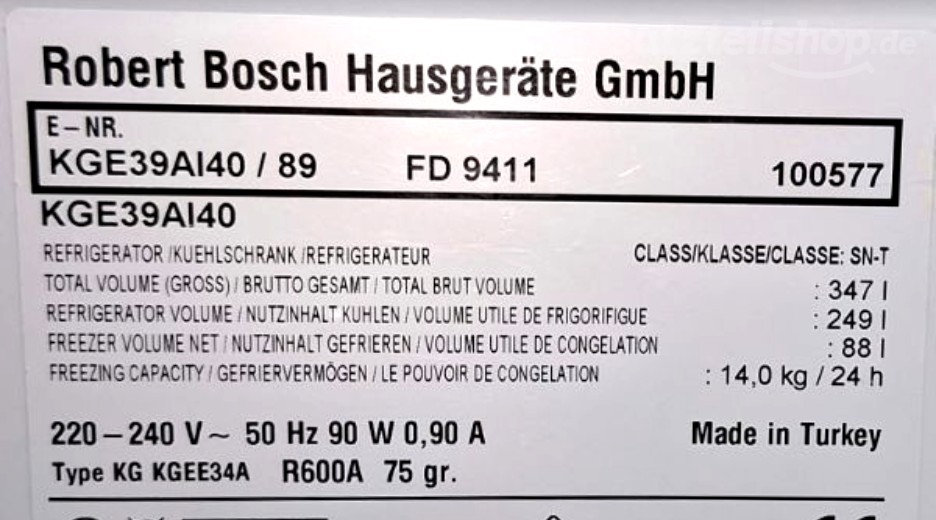 teilshop.de
Robert Bosch Hausgeräte GmbH
E-NR.
KGE39AI40 / 89 FD 9411 100577
KGE39AI40
REFRIGERATOR /KUEHLSCHRANK /REFRIGERATEUR CLASS/KLASSE/CLASSE: SN-T
TOTAL VOLUME (GROSS) / BRUTTO GESAMT / TOTAL BRUT VOLUME : 347 l
REFRIGERATOR VOLUME / NUTZINHALT KUHLEN / VOLUME UTILE DE FRIGORIFIGUE : 249 l
FREEZER VOLUME NET / NUTZINHALT GEFRIEREN / VOLUME UTILE DE CONGELATION : 88 l
FREEZING CAPACITY / GEFRIERVERMÖGEN / LE POUVOIR DE CONGELATION : 14,0 kg / 24 h
220-240 V~ 50 Hz 90 W 0,90 A Made in Turkey
Type KG KGEE34A R600A 75 gr.